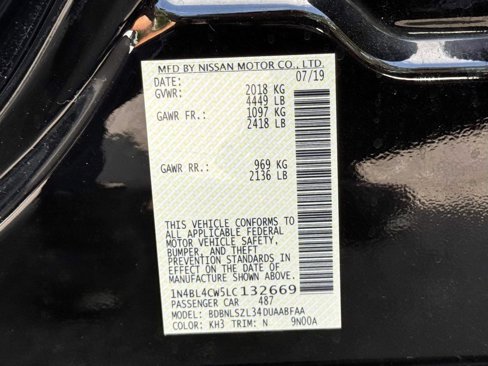 MFD BY NISSAN MOTOR CO., LTD.
DATE: 07/19
GVWR: 2018 KG
4449 LB
GAWR FR.: 1097 KG
2418 LB
GAWR RR.: 969 KG
2136 LB
THIS VEHICLE CONFORMS TO
ALL APPLICABLE FEDERAL
MOTOR VEHICLE SAFETY,
BUMPER, AND THEFT
PREVENTION STANDARDS IN
EFFECT ON THE DATE OF
MANUFACTURE SHOWN ABOVE.
1N4BL4CW5LC132669
PASSENGER CAR 487
MODEL: BDBNLSZL34DUAABFAA
COLOR: KH3 TRIM: N 9N00A